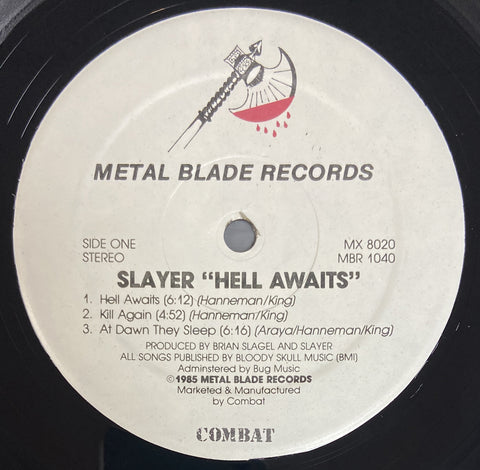 METAL BLADE RECORDS
SIDE ONE MX 8020
STEREO MBR 1040
SLAYER "HELL AWAITS"
1. Hell Awaits (6:12) (Hanneman/King)
2. Kill Again (4:52) (Hanneman/King)
3. At Dawn They Sleep (6:16) (Araya/Hanneman/King)
PRODUCED BY BRIAN SLAGEL AND SLAYER
ALL SONGS PUBLISHED BY BLOODY SKULL MUSIC (BMI)
Adminstered by Bug Music
©1985 METAL BLADE RECORDS
Marketed & Manufactured
by Combat
COMBAT